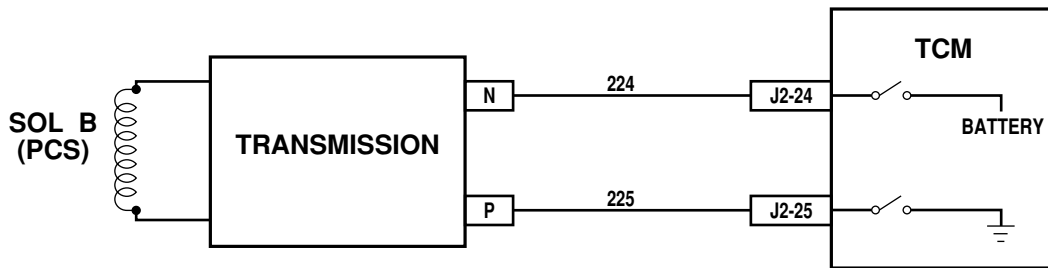 TCM
224
N
J2-24
SOL B
(PCS)
TRANSMISSION
BATTERY
225
P
J2-25